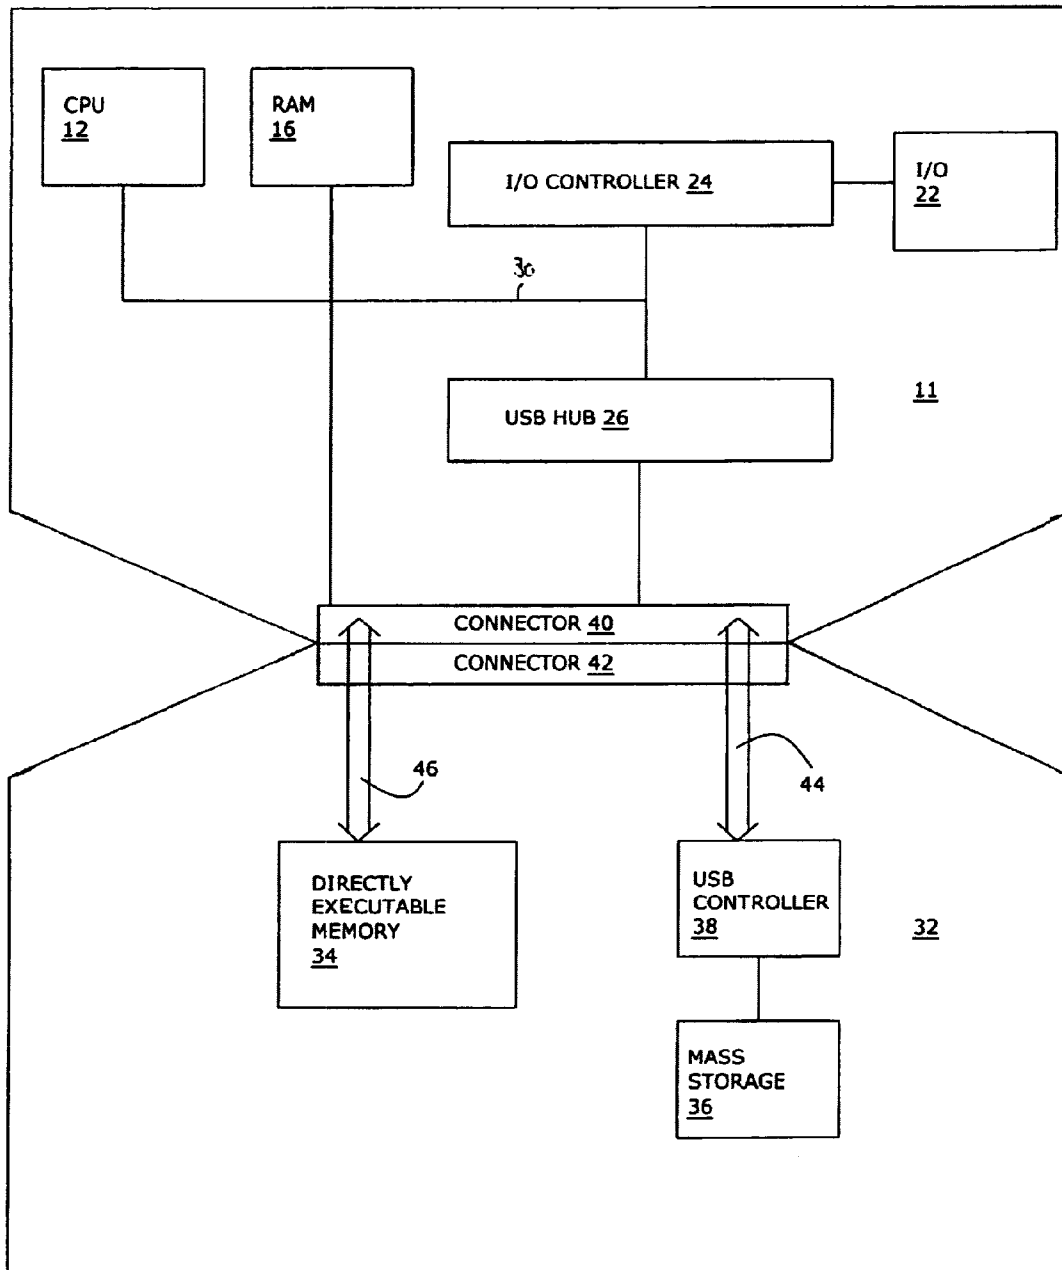 CPU
12
RAM
16
I/O CONTROLLER 24
I/O
22
30
11
USB HUB 26
CONNECTOR 40
CONNECTOR 42
46
44
DIRECTLY
EXECUTABLE
MEMORY
34
USB
CONTROLLER
38
32
MASS
STORAGE
36